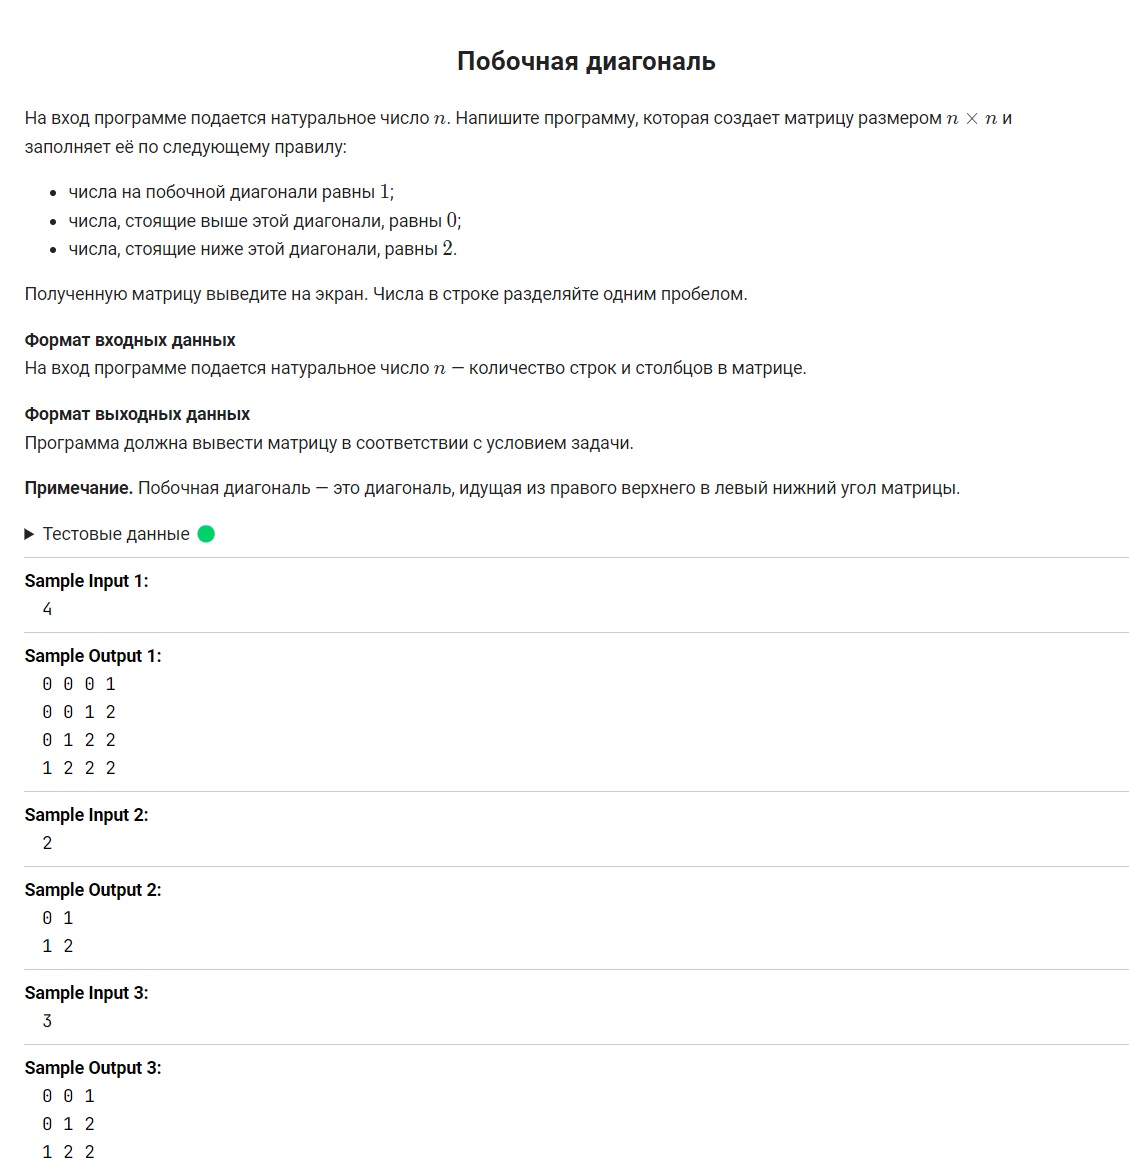 Побочная диагональ
На вход программе подается натуральное число n. Напишите программу, которая создает матрицу размером n × n и
заполняет её по следующему правилу:
• числа на побочной диагонали равны 1;
• числа, стоящие выше этой диагонали, равны 0;
• числа, стоящие ниже этой диагонали, равны 2.
Полученную матрицу выведите на экран. Числа в строке разделяйте одним пробелом.
Формат входных данных
На вход программе подается натуральное число n — количество строк и столбцов в матрице.
Формат выходных данных
Программа должна вывести матрицу в соответствии с условием задачи.
Примечание. Побочная диагональ — это диагональ, идущая из правого верхнего в левый нижний угол матрицы.
▶ Тестовые данные
Sample Input 1:
4
Sample Output 1:
0 0 0 1
0 0 1 2
0 1 2 2
1 2 2 2
Sample Input 2:
2
Sample Output 2:
0 1
1 2
Sample Input 3:
3
Sample Output 3:
0 0 1
0 1 2
1 2 2